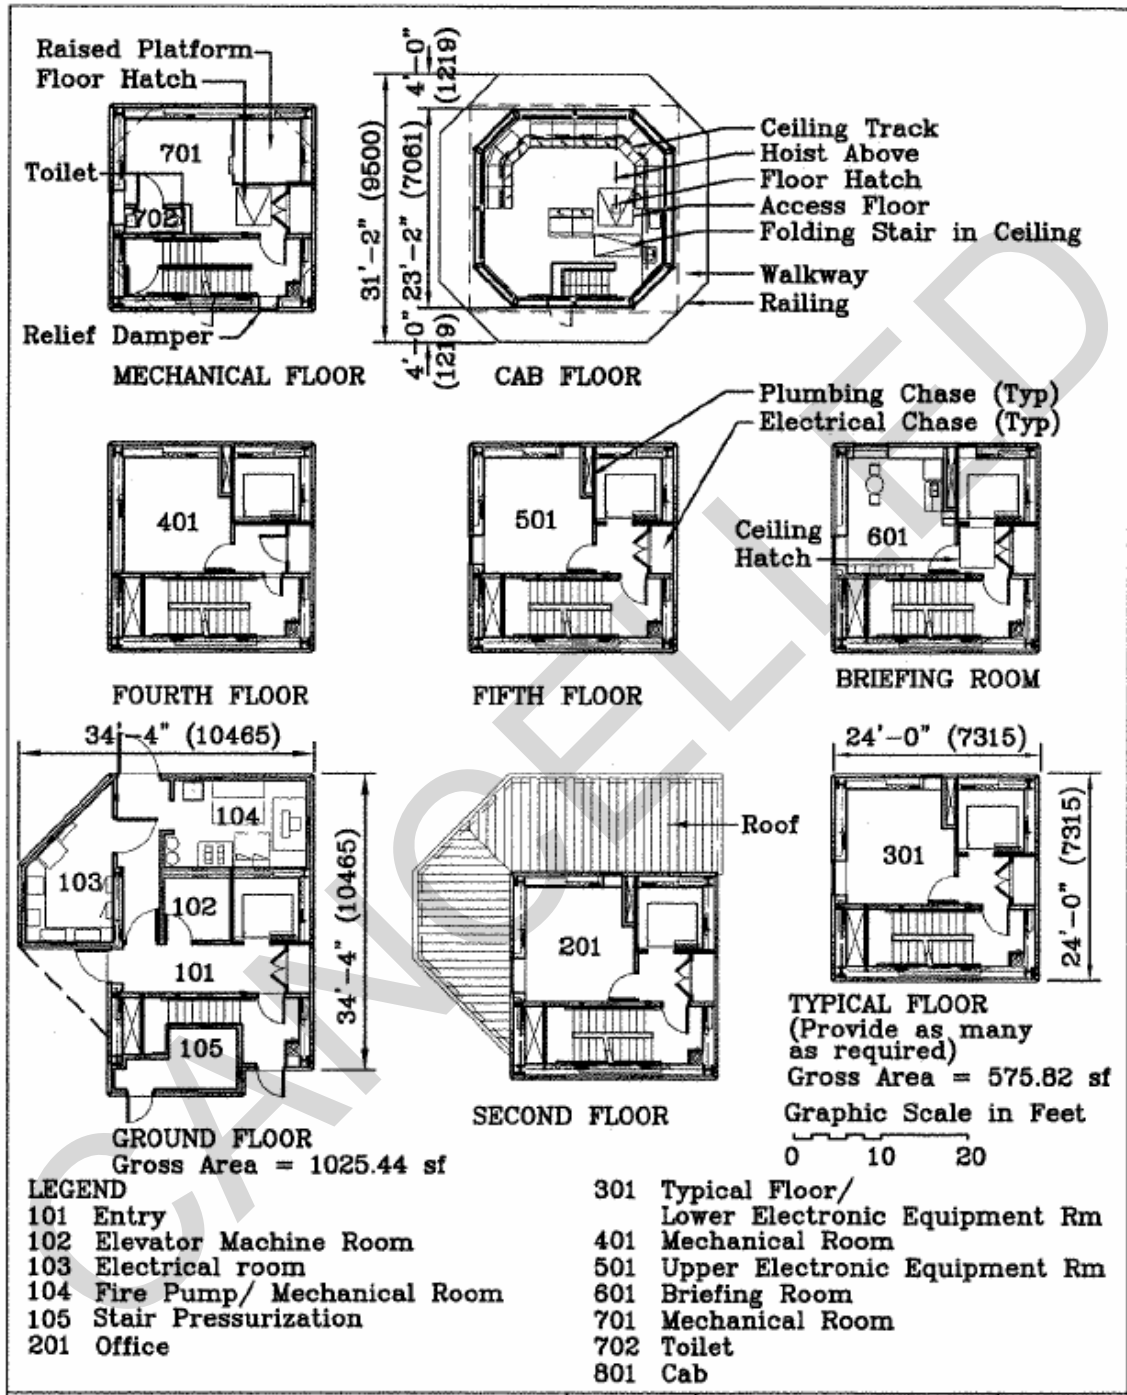 Raised Platform
Floor Hatch
Toilet
701
702
Relief Damper
MECHANICAL FLOOR
4'-0"
(1219)
31'-2" (9500)
23'-2" (7061)
4'-0"
(1219)
Ceiling Track
Hoist Above
Floor Hatch
Access Floor
Folding Stair in Ceiling
Walkway
Railing
CAB FLOOR
Plumbing Chase (Typ)
Electrical Chase (Typ)
401
FOURTH FLOOR
501
FIFTH FLOOR
601
Ceiling
Hatch
BRIEFING ROOM
34'-4" (10465)
34'-4" (10465)
104
103
102
101
105
GROUND FLOOR
Gross Area = 1025.44 sf
Roof
201
SECOND FLOOR
24'-0" (7315)
24'-0" (7315)
301
TYPICAL FLOOR
(Provide as many
as required)
Gross Area = 575.82 sf
Graphic Scale in Feet
0 10 20
LEGEND
101 Entry
102 Elevator Machine Room
103 Electrical room
104 Fire Pump/ Mechanical Room
105 Stair Pressurization
201 Office
301 Typical Floor/
Lower Electronic Equipment Rm
401 Mechanical Room
501 Upper Electronic Equipment Rm
601 Briefing Room
701 Mechanical Room
702 Toilet
801 Cab
CANCELLED